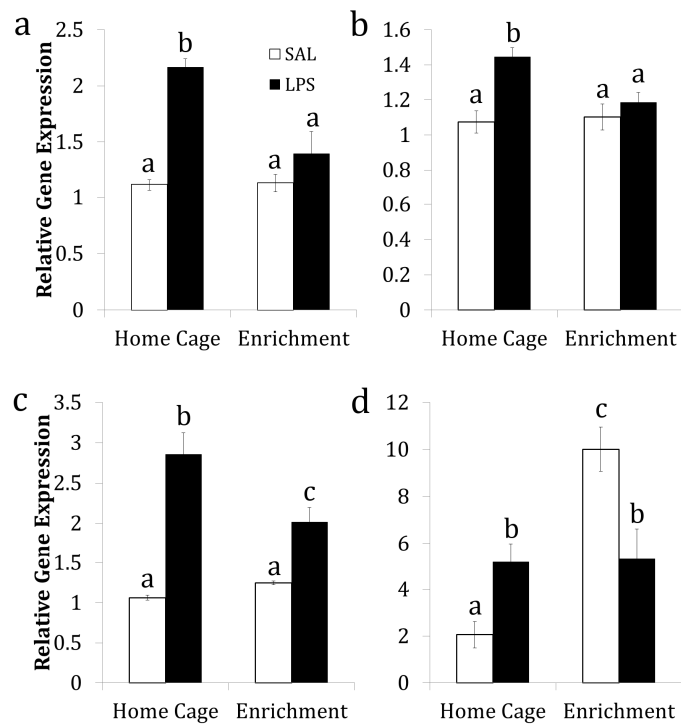 a
Relative Gene Expression
2.5
2
1.5
1
0.5
0
SAL
LPS
a
b
a
a
Home Cage
Enrichment
b
1.6
1.4
1.2
1
0.8
0.6
0.4
0.2
0
a
b
a
a
Home Cage
Enrichment
c
Relative Gene Expression
3.5
3
2.5
2
1.5
1
0.5
0
a
b
a
c
Home Cage
Enrichment
d
12
10
8
6
4
2
0
a
b
c
b
Home Cage
Enrichment